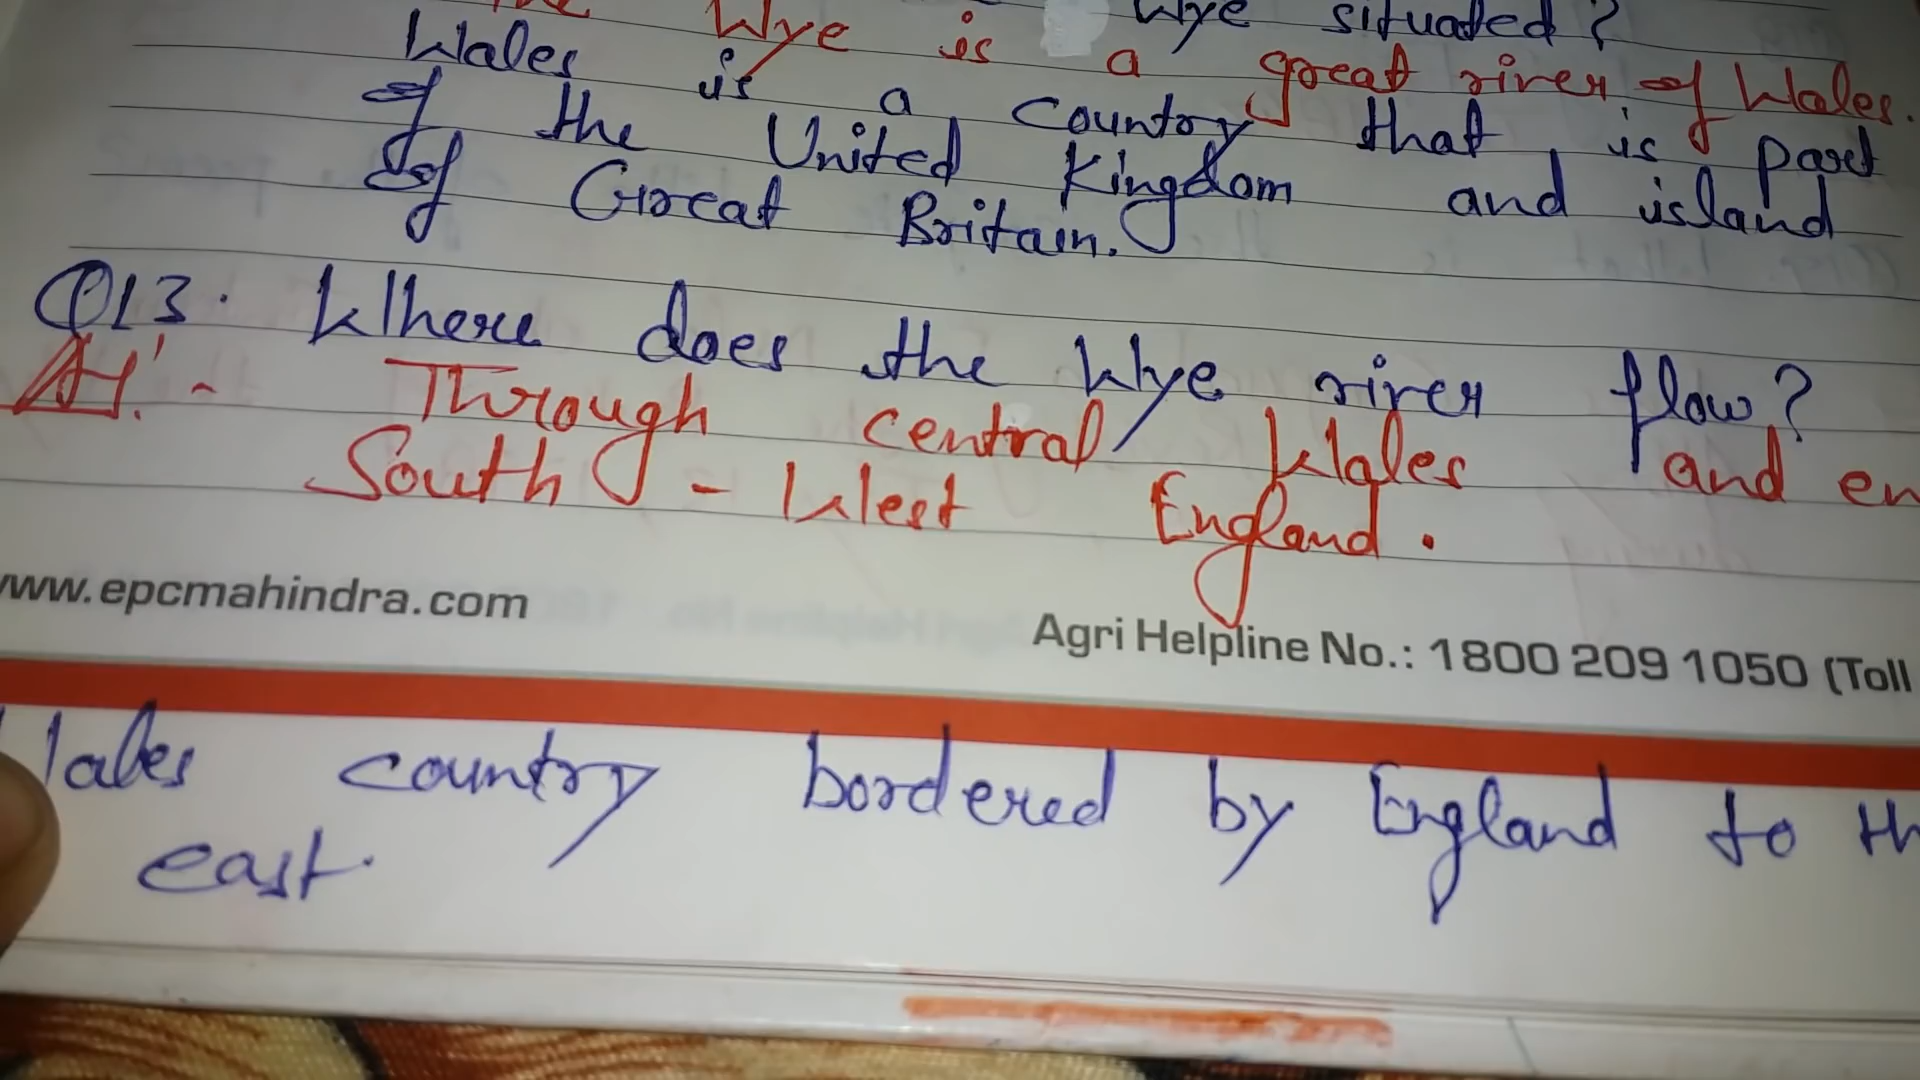 Wye situated?
Wye is a great river of Wales.
Wales is a country that is part
of the United Kingdom and island
of Great Britain.
Q13. Where does the Wye river flow?
A:- Through central Wales and en
South-West England.
www.epcmahindra.com
Agri Helpline No.: 1800 209 1050 (Toll
Wales country bordered by England to th
east.